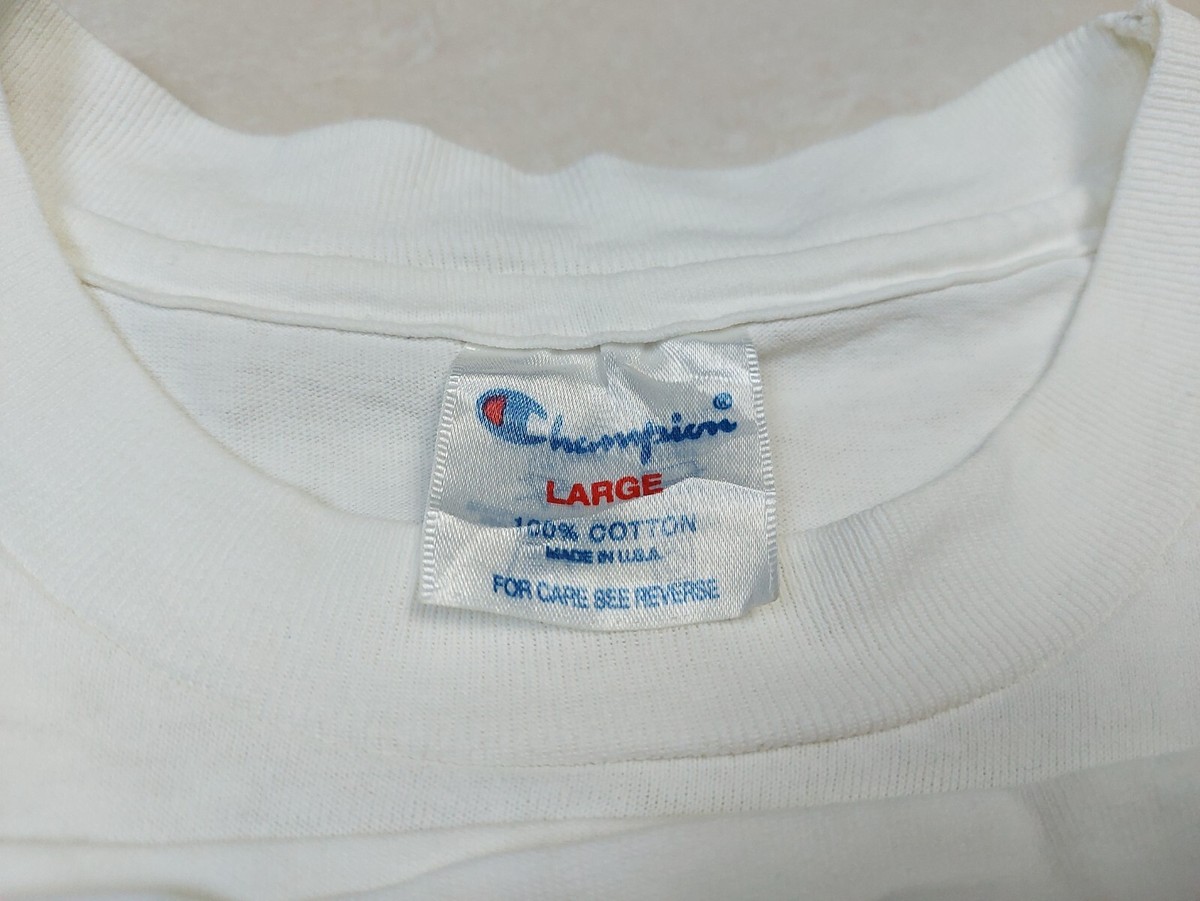 Champion®
LARGE
100% COTTON
MADE IN U.S.A.
FOR CARE SEE REVERSE